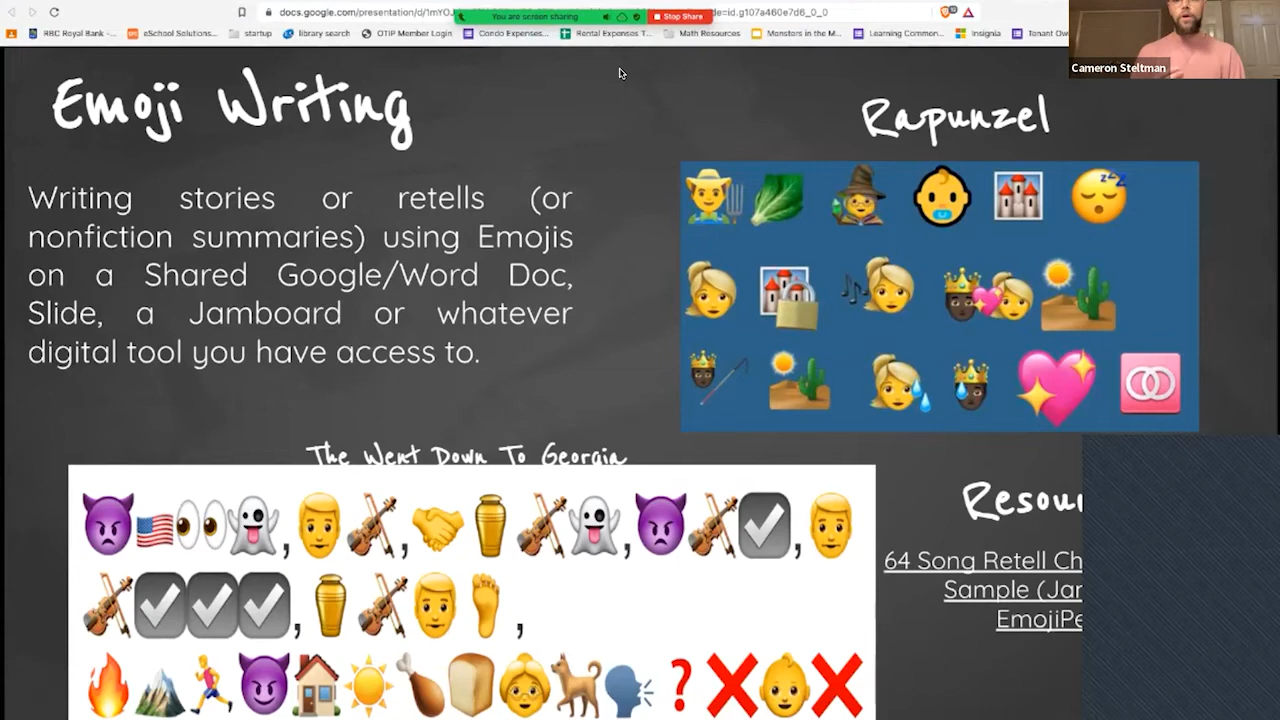 docs.google.com/presentation/d/1mYO
You are screen sharing
Stop Share
de=id.g107a460e7d6_0_0
RBC Royal Bank -...
eSchool Solutions...
startup
library search
OTIP Member Login
Condo Expenses...
Rental Expenses T...
Math Resources
Monsters in the M...
Learning Common...
Insignia
Tenant Ow
Cameron Steltman
Emoji Writing
Rapunzel
Writing stories or retells (or
nonfiction summaries) using Emojis
on a Shared Google/Word Doc,
Slide, a Jamboard or whatever
digital tool you have access to.
The Went Down To Georgia
Resou
64 Song Retell Ch
Sample (Jar
EmojiPe